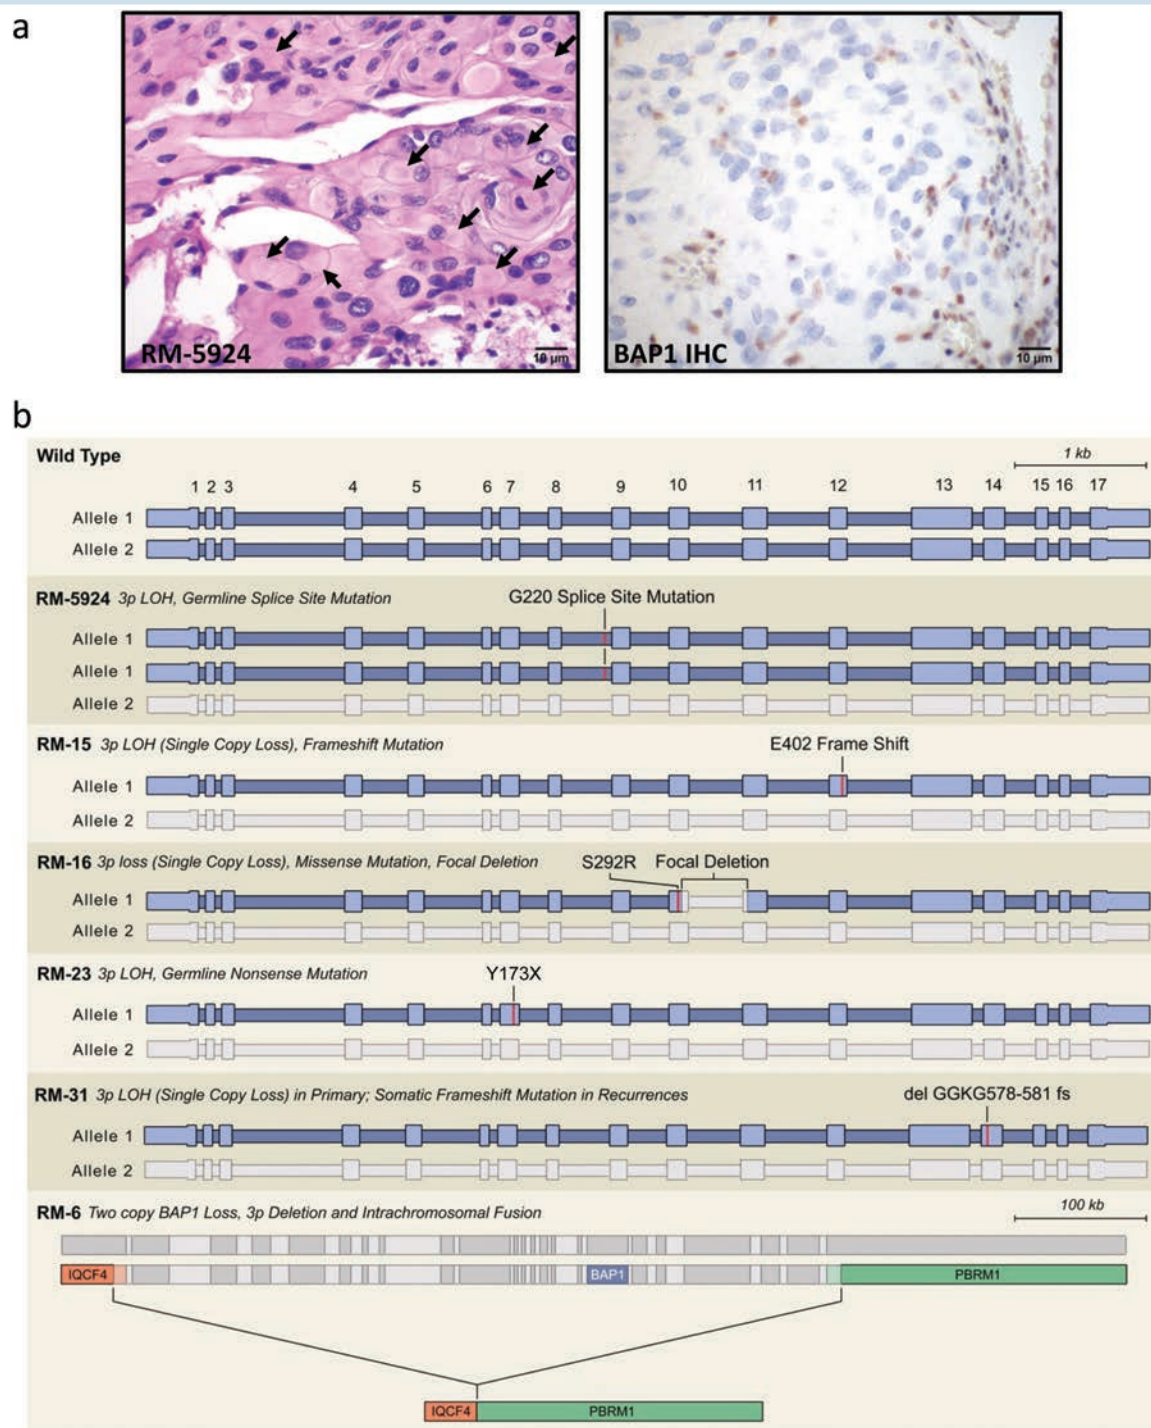 a
RM-5924
10 µm
BAP1 IHC
10 µm
b
Wild Type
1 kb
1 2 3 4 5 6 7 8 9 10 11 12 13 14 15 16 17
Allele 1
Allele 2
RM-5924 3p LOH, Germline Splice Site Mutation
G220 Splice Site Mutation
Allele 1
Allele 1
Allele 2
RM-15 3p LOH (Single Copy Loss), Frameshift Mutation
E402 Frame Shift
Allele 1
Allele 2
RM-16 3p loss (Single Copy Loss), Missense Mutation, Focal Deletion
S292R Focal Deletion
Allele 1
Allele 2
RM-23 3p LOH, Germline Nonsense Mutation
Y173X
Allele 1
Allele 2
RM-31 3p LOH (Single Copy Loss) in Primary; Somatic Frameshift Mutation in Recurrences
del GGKG578-581 fs
Allele 1
Allele 2
RM-6 Two copy BAP1 Loss, 3p Deletion and Intrachromosomal Fusion
100 kb
IQCF4 BAP1 PBRM1
IQCF4 PBRM1